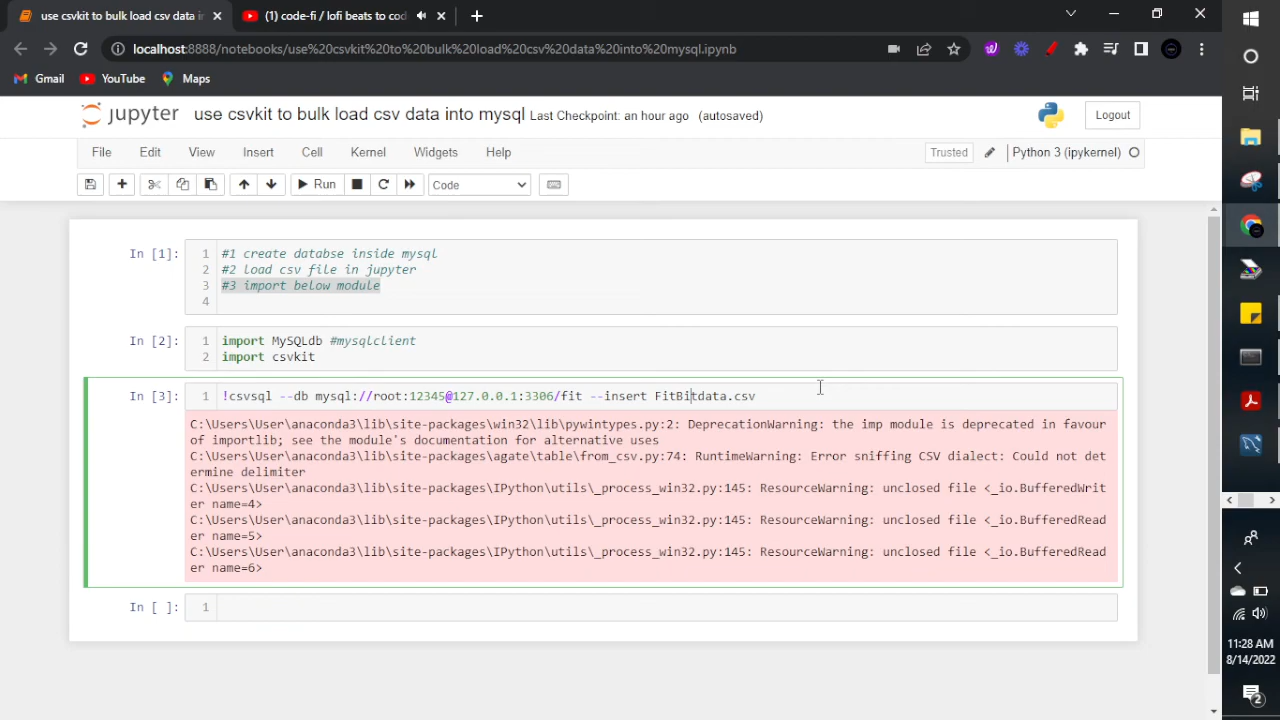 use csvkit to bulk load csv data in
(1) code-fi / lofi beats to cod
localhost:8888/notebooks/use%20csvkit%20to%20bulk%20load%20csv%20data%20into%20mysql.ipynb
Gmail YouTube Maps
jupyter use csvkit to bulk load csv data into mysql Last Checkpoint: an hour ago (autosaved) Logout
File Edit View Insert Cell Kernel Widgets Help Trusted Python 3 (ipykernel)
Run Code
In [1]: 1 #1 create databse inside mysql
2 #2 load csv file in jupyter
3 #3 import below module
4
In [2]: 1 import MySQLdb #mysqlclient
2 import csvkit
In [3]: 1 !csvsql --db mysql://root:12345@127.0.0.1:3306/fit --insert FitBitdata.csv
C:\Users\User\anaconda3\lib\site-packages\win32\lib\pywintypes.py:2: DeprecationWarning: the imp module is deprecated in favour
of importlib; see the module's documentation for alternative uses
C:\Users\User\anaconda3\lib\site-packages\agate\table\from_csv.py:74: RuntimeWarning: Error sniffing CSV dialect: Could not det
ermine delimiter
C:\Users\User\anaconda3\lib\site-packages\IPython\utils\_process_win32.py:145: ResourceWarning: unclosed file <_io.BufferedWrit
er name=4>
C:\Users\User\anaconda3\lib\site-packages\IPython\utils\_process_win32.py:145: ResourceWarning: unclosed file <_io.BufferedRea
er name=5>
C:\Users\User\anaconda3\lib\site-packages\IPython\utils\_process_win32.py:145: ResourceWarning: unclosed file <_io.BufferedRead
er name=6>
In [ ]: 1
11:28 AM
8/14/2022
2